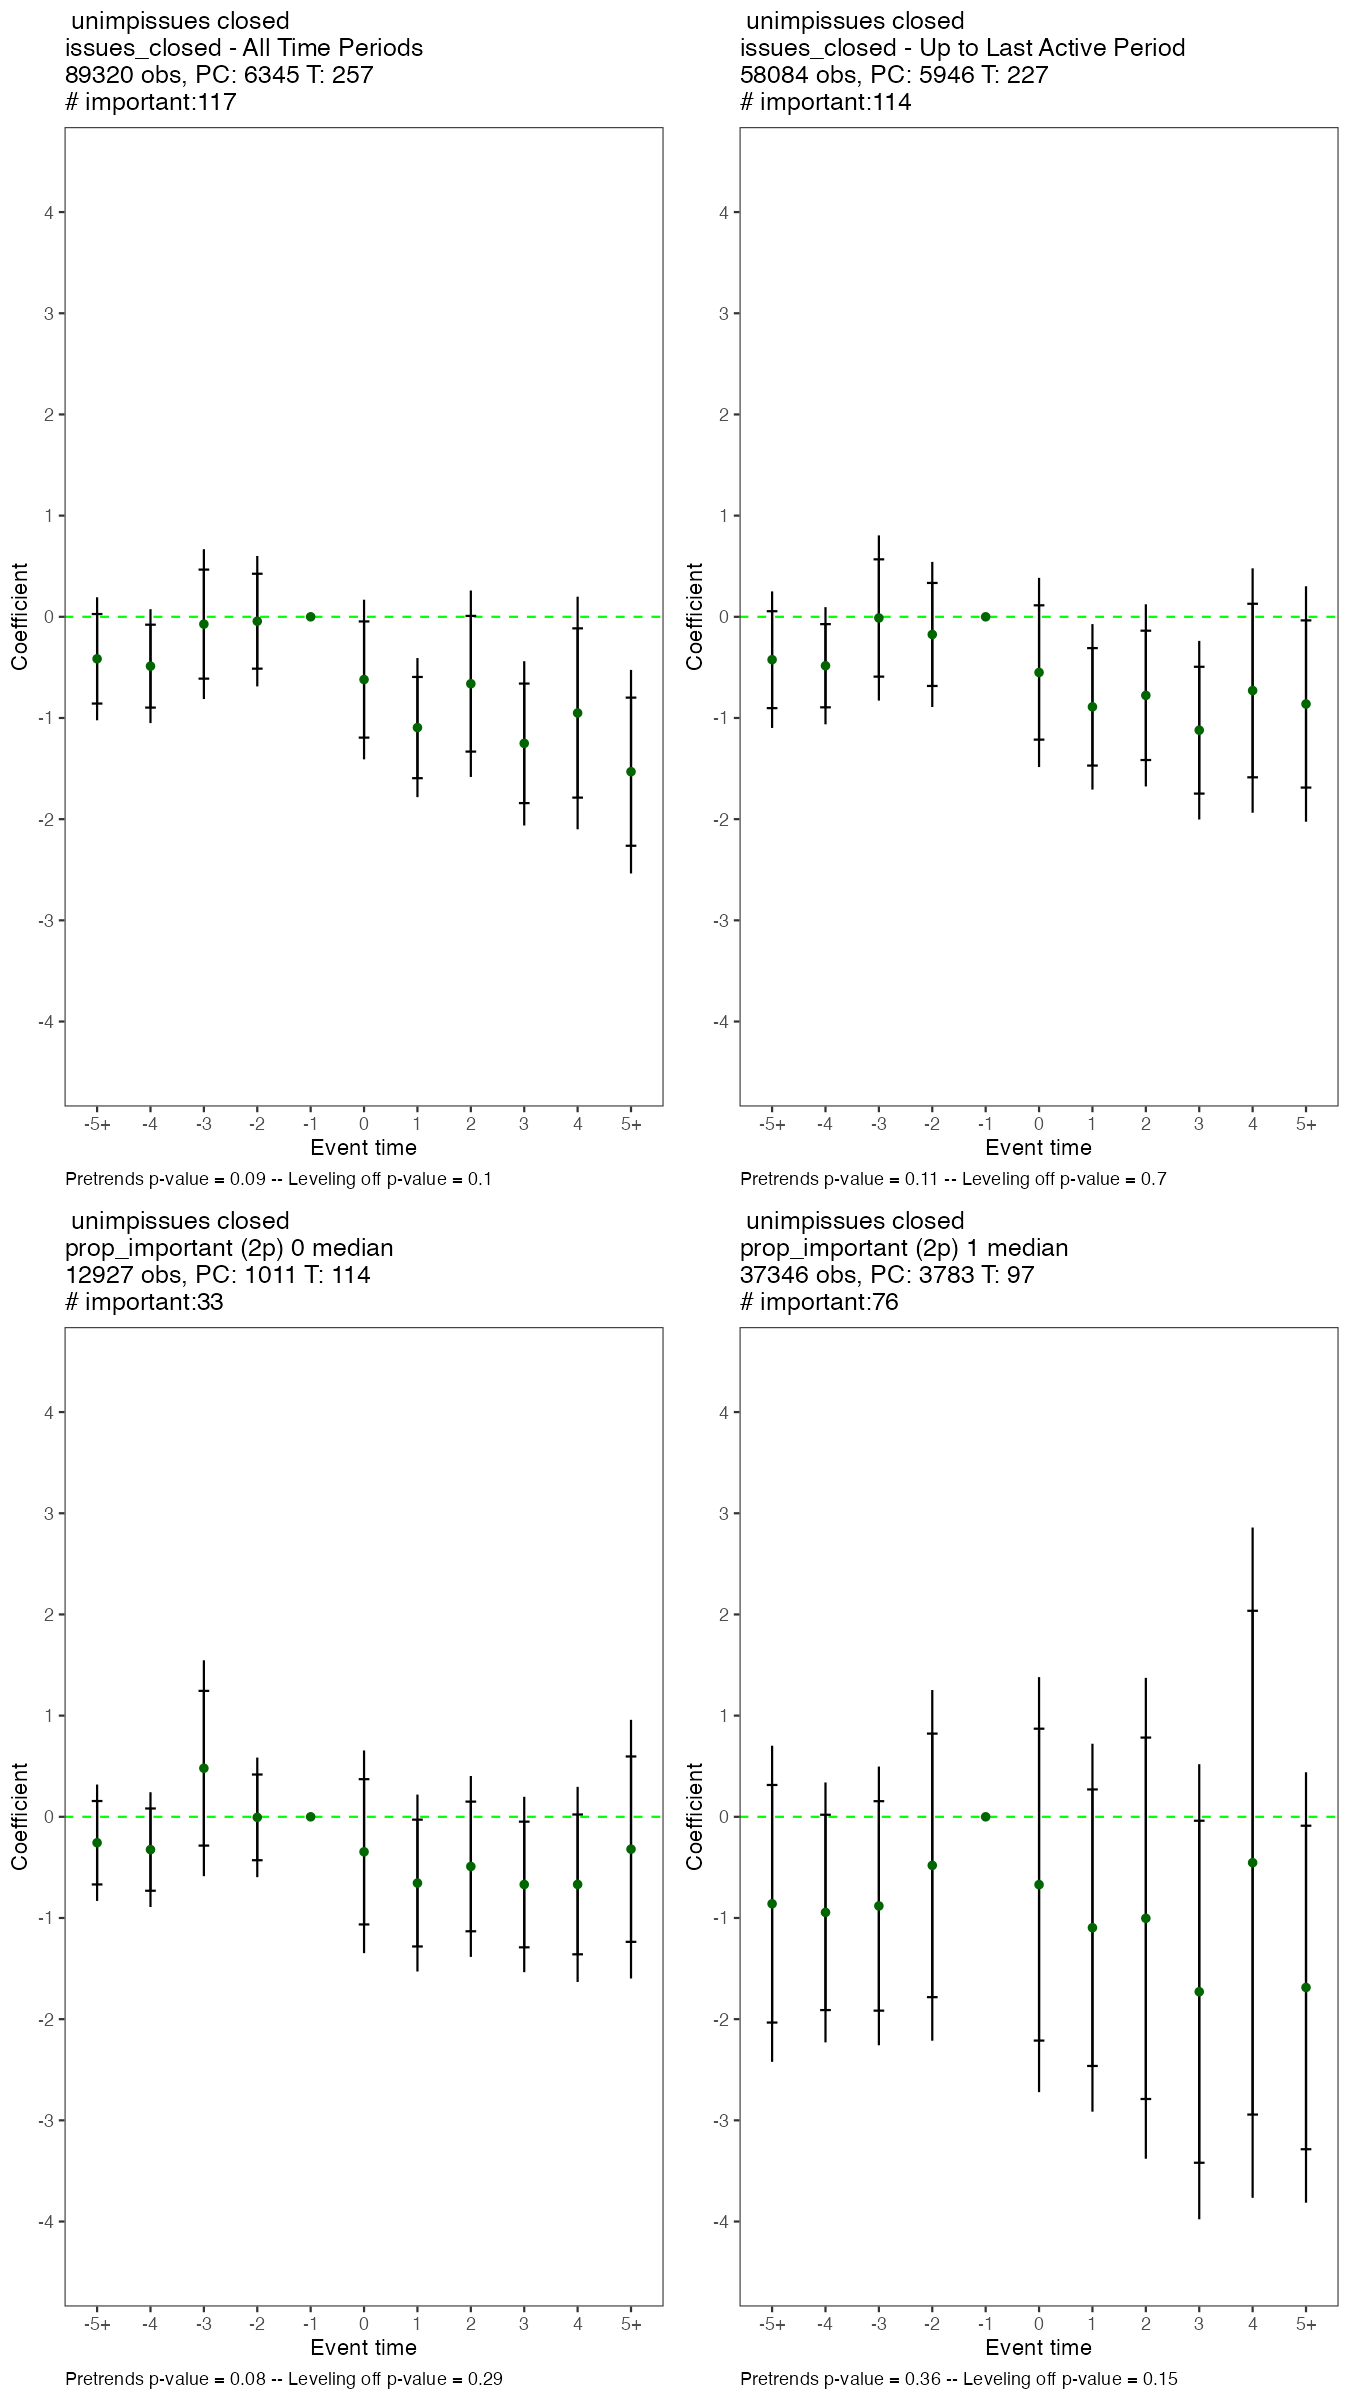 unimpissues closed
issues_closed - All Time Periods
89320 obs, PC: 6345 T: 257
# important:117
4
3
2
1
0
-1
-2
-3
-4
Coefficient
-5+ -4 -3 -2 -1 0 1 2 3 4 5+
Event time
Pretrends p-value = 0.09 -- Leveling off p-value = 0.1
unimpissues closed
issues_closed - Up to Last Active Period
58084 obs, PC: 5946 T: 227
# important:114
4
3
2
1
0
-1
-2
-3
-4
Coefficient
-5+ -4 -3 -2 -1 0 1 2 3 4 5+
Event time
Pretrends p-value = 0.11 -- Leveling off p-value = 0.7
unimpissues closed
prop_important (2p) 0 median
12927 obs, PC: 1011 T: 114
# important:33
4
3
2
1
0
-1
-2
-3
-4
Coefficient
-5+ -4 -3 -2 -1 0 1 2 3 4 5+
Event time
Pretrends p-value = 0.08 -- Leveling off p-value = 0.29
unimpissues closed
prop_important (2p) 1 median
37346 obs, PC: 3783 T: 97
# important:76
4
3
2
1
0
-1
-2
-3
-4
Coefficient
-5+ -4 -3 -2 -1 0 1 2 3 4 5+
Event time
Pretrends p-value = 0.36 -- Leveling off p-value = 0.15